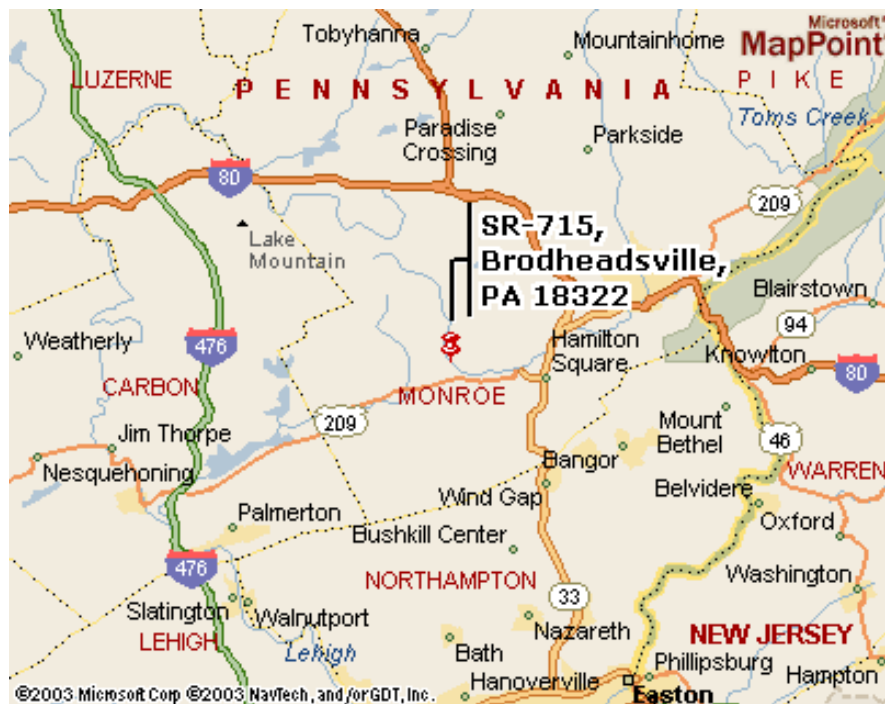 Microsoft®
MapPoint
Tobyhanna
Mountainhome
LUZERNE
PENNSYLVANIA
PIKE
Toms Creek
Paradise
Crossing
Parkside
80
209
Lake
Mountain
SR-715,
Brodheadsville,
PA 18322
Blairstown
94
Weatherly
476
Hamilton
Square
Knowlton
80
CARBON
MONROE
209
Mount
Bethel
Jim Thorpe
46
Nesquehoning
Bangor
WARREN
Wind Gap
Belvidere
Palmerton
Bushkill Center
Oxford
476
NORTHAMPTON
Washington
33
Slatington
Walnutport
Nazareth
NEW JERSEY
LEHIGH
Lehigh
Bath
Phillipsburg
Hampton
Hanoverville
Easton
©2003 Microsoft Corp ©2003 NavTech, and/or GDT, Inc.